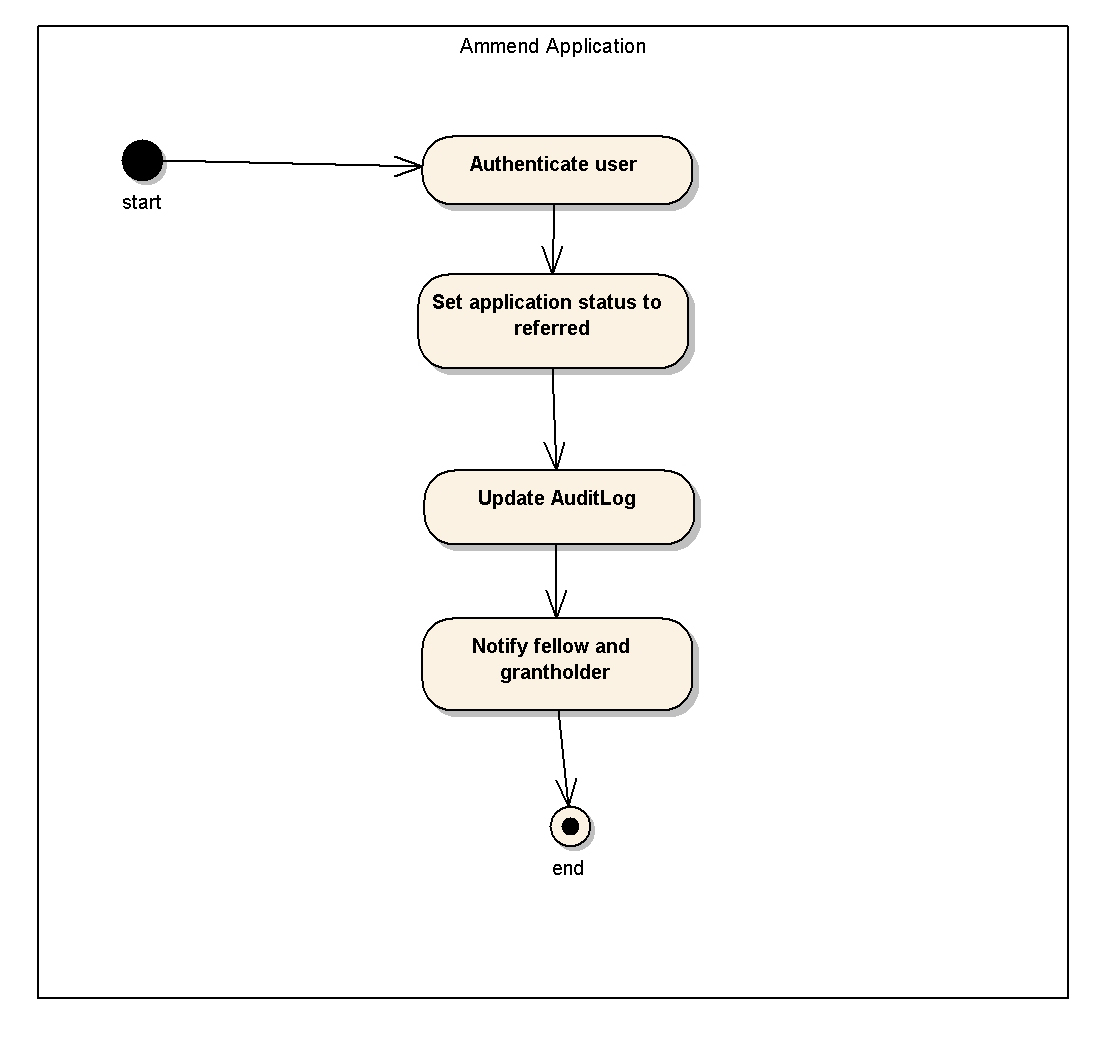 Ammend Application
start
Authenticate user
Set application status to
referred
Update AuditLog
Notify fellow and
grantholder
end